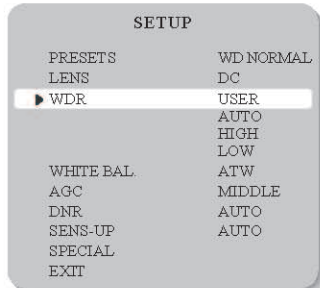 SETUP
PRESETS WD NORMAL
LENS DC
WDR USER
AUTO
HIGH
LOW
WHITE BAL. ATW
AGC MIDDLE
DNR AUTO
SENS-UP AUTO
SPECIAL
EXIT